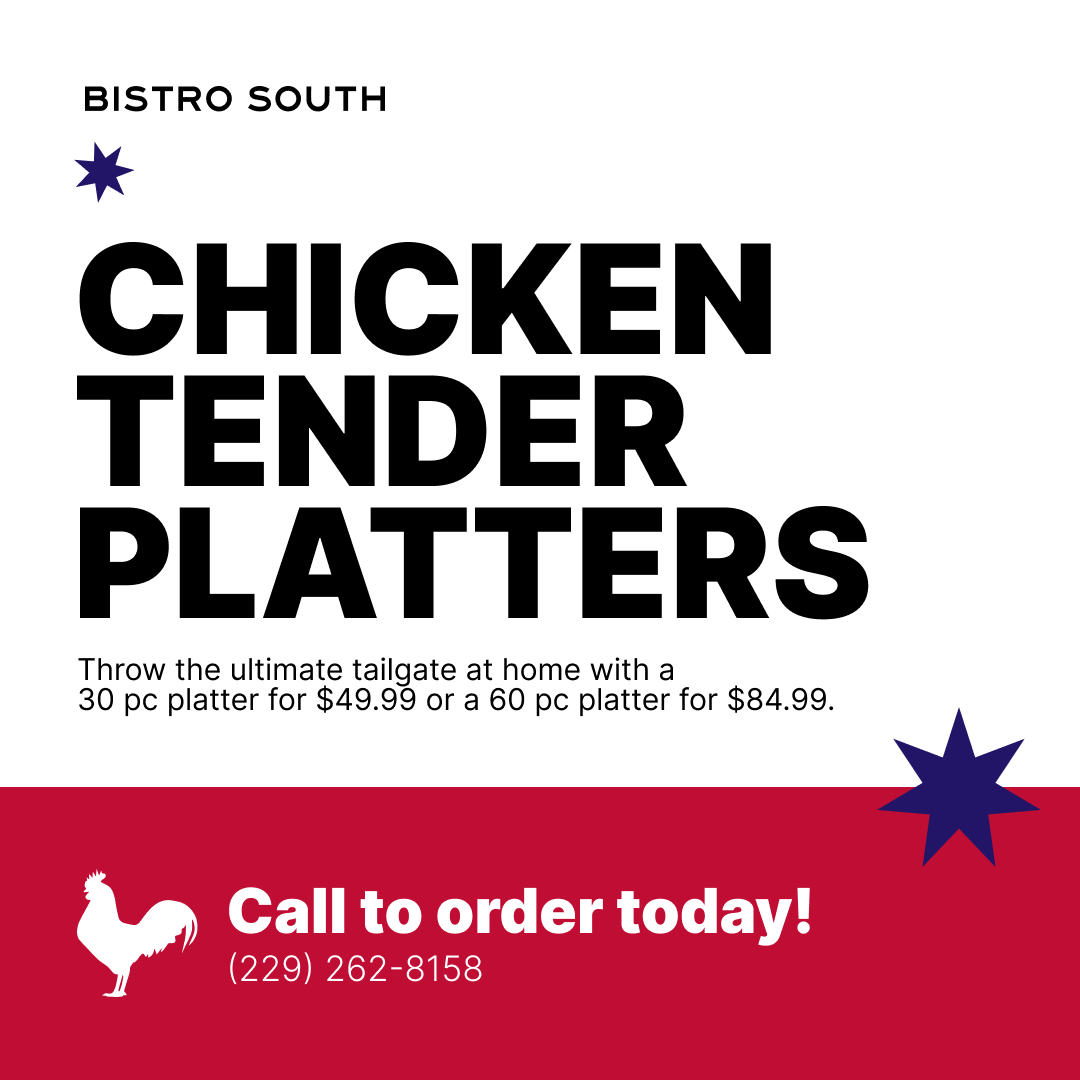 BISTRO SOUTH
CHICKEN
TENDER
PLATTERS
Throw the ultimate tailgate at home with a
30 pc platter for $49.99 or a 60 pc platter for $84.99.
Call to order today!
(229) 262-8158